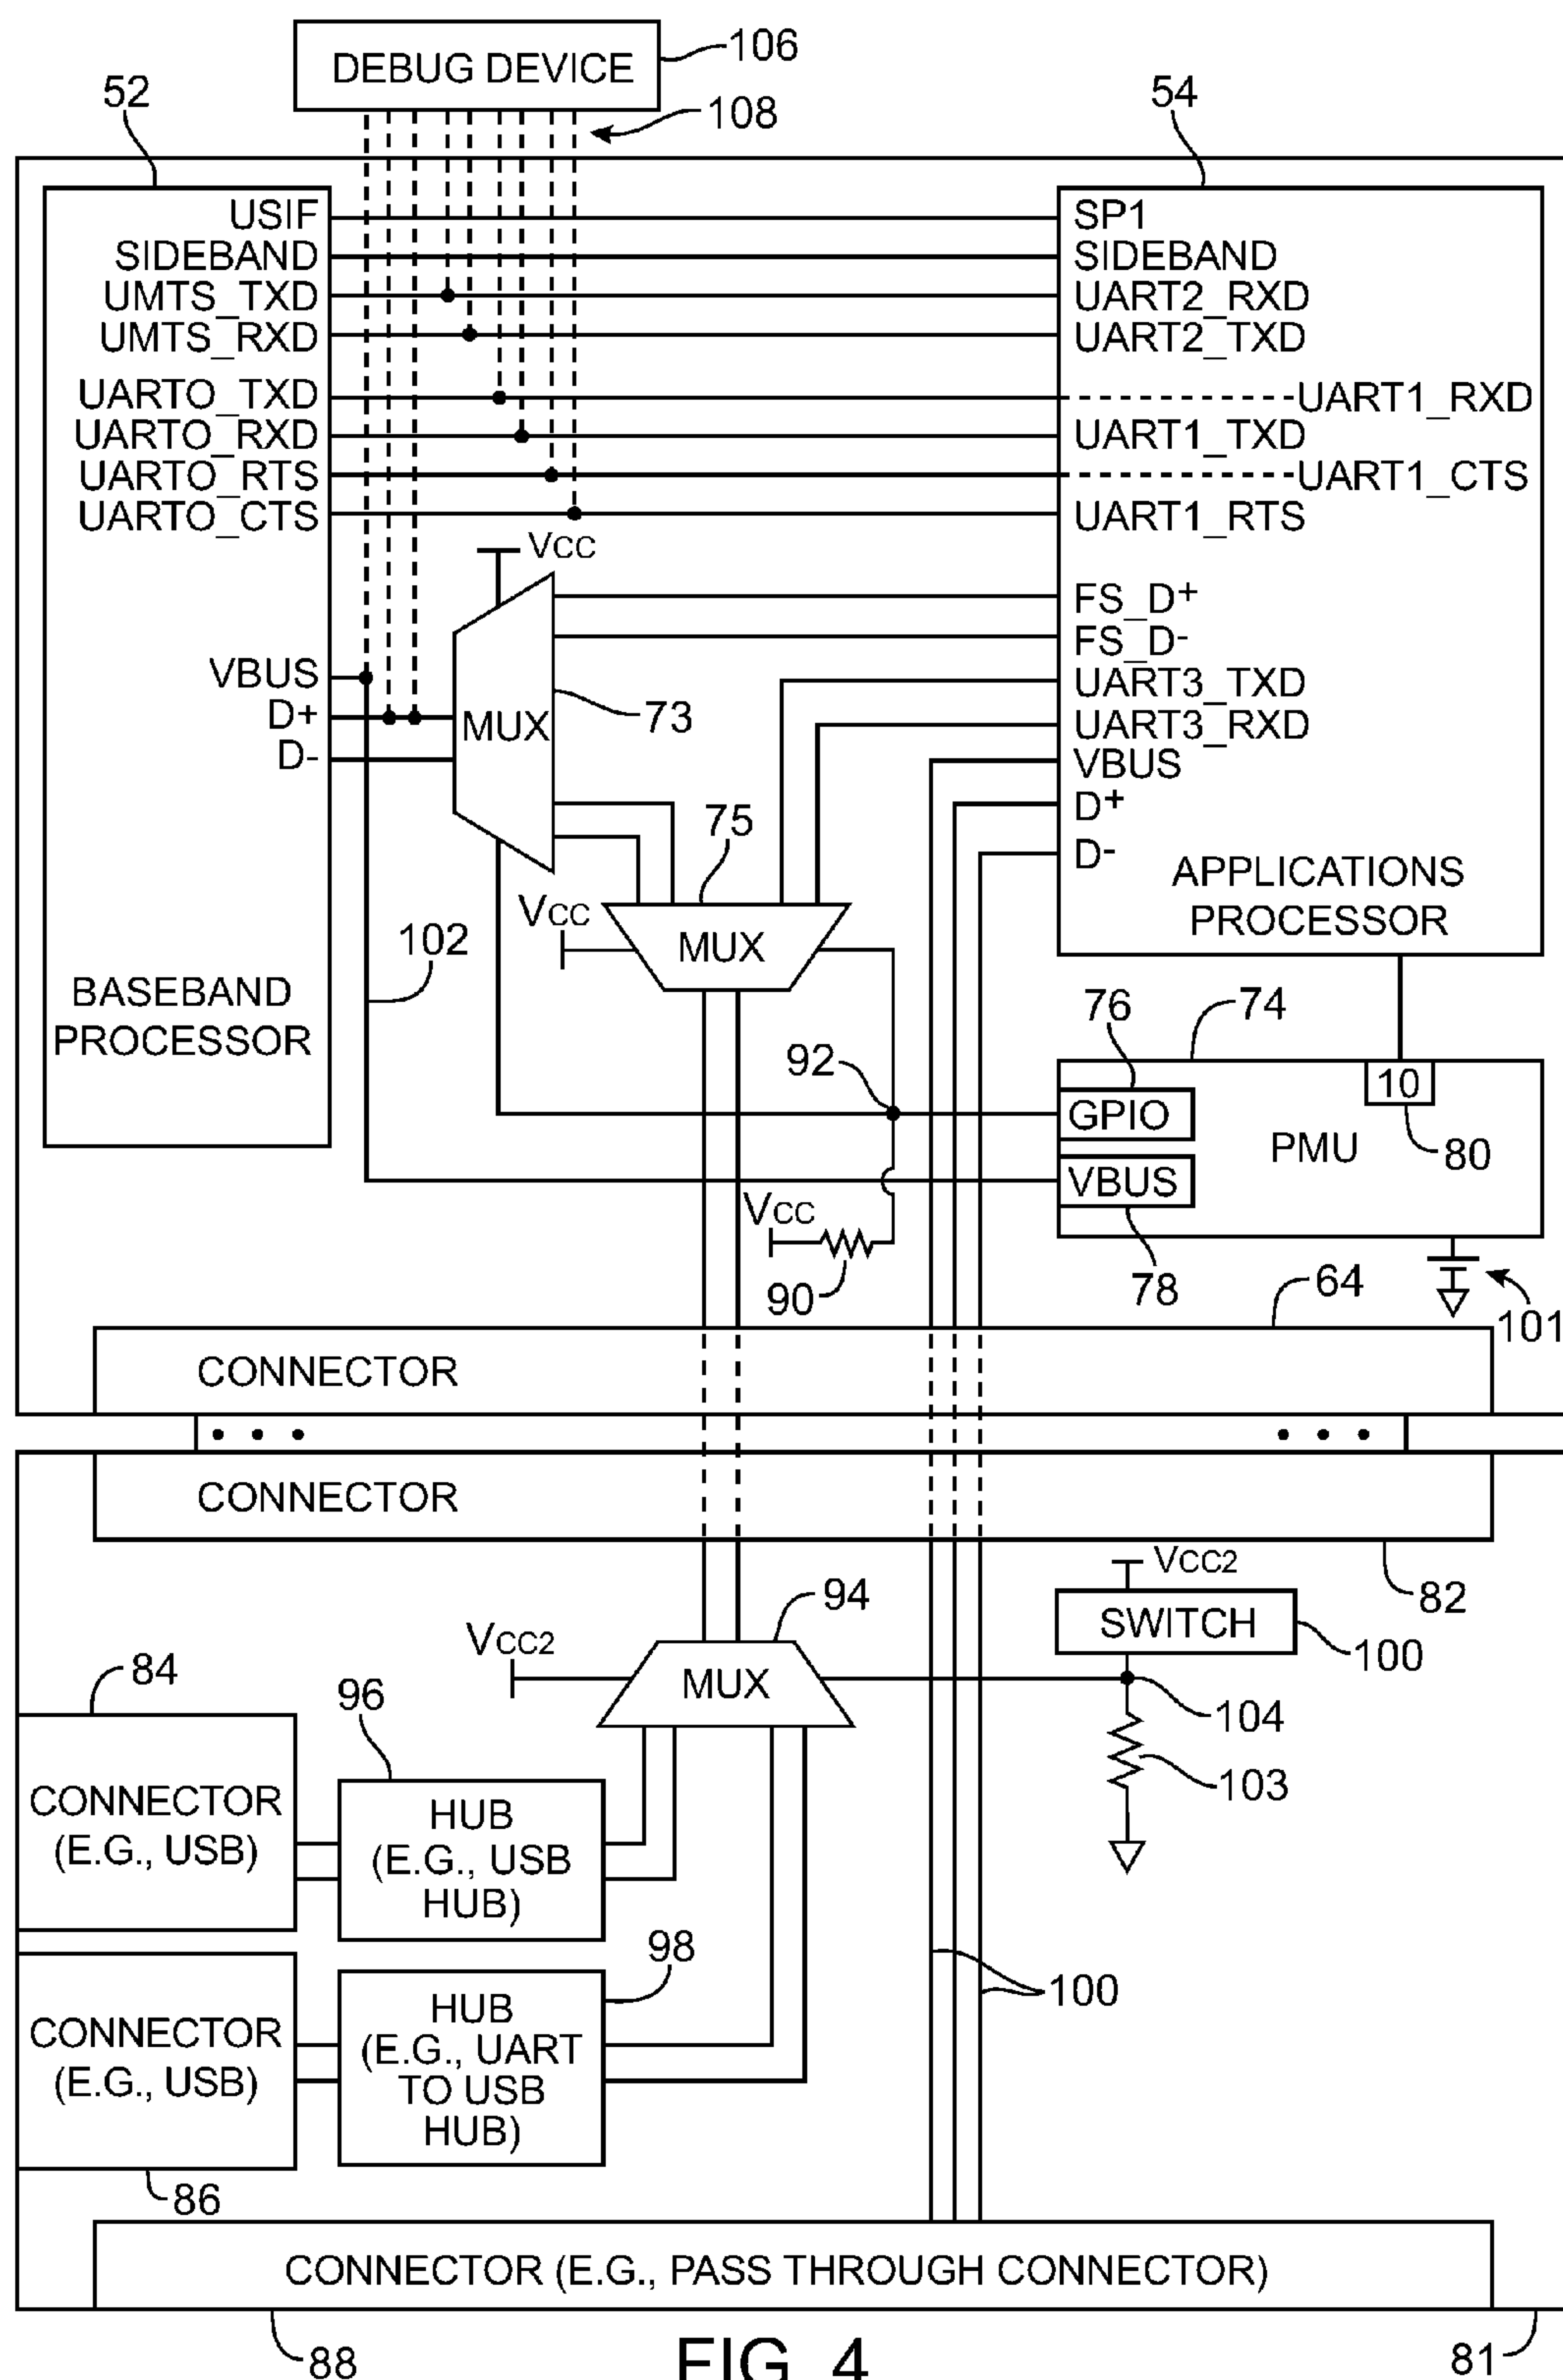 DEBUG DEVICE
106
108
52
54
USIF
SP1
SIDEBAND
SIDEBAND
UMTS_TXD
UART2_RXD
UMTS_RXD
UART2_TXD
UARTO_TXD
UART1_RXD
UARTO_RXD
UART1_TXD
UARTO_RTS
UART1_CTS
UARTO_CTS
UART1_RTS
VCC
FS_D+
FS_D-
VBUS
UART3_TXD
D+
MUX
73
UART3_RXD
D-
VBUS
D+
75
D-
APPLICATIONS
PROCESSOR
VCC
MUX
102
BASEBAND
PROCESSOR
76
74
92
10
GPIO
PMU
80
VBUS
VCC
90
78
64
101
CONNECTOR
CONNECTOR
VCC2
82
94
SWITCH
100
VCC2
MUX
84
96
104
103
CONNECTOR
(E.G., USB)
HUB
(E.G., USB
HUB)
98
100
CONNECTOR
(E.G., USB)
HUB
(E.G., UART
TO USB
HUB)
86
CONNECTOR (E.G., PASS THROUGH CONNECTOR)
88
81
FIG. 4